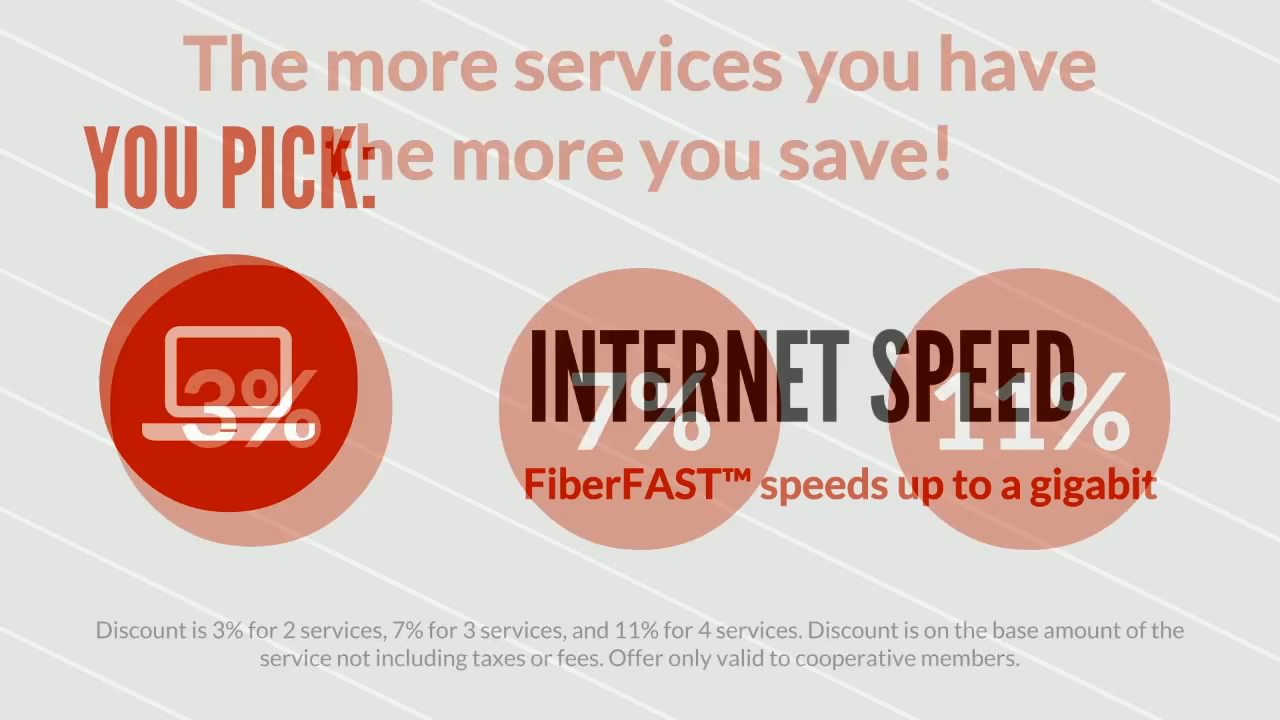 The more services you have
the more you save!
YOU PICK:
3%
7%
11%
INTERNET SPEED
FiberFAST™ speeds up to a gigabit
Discount is 3% for 2 services, 7% for 3 services, and 11% for 4 services. Discount is on the base amount of the
service not including taxes or fees. Offer only valid to cooperative members.